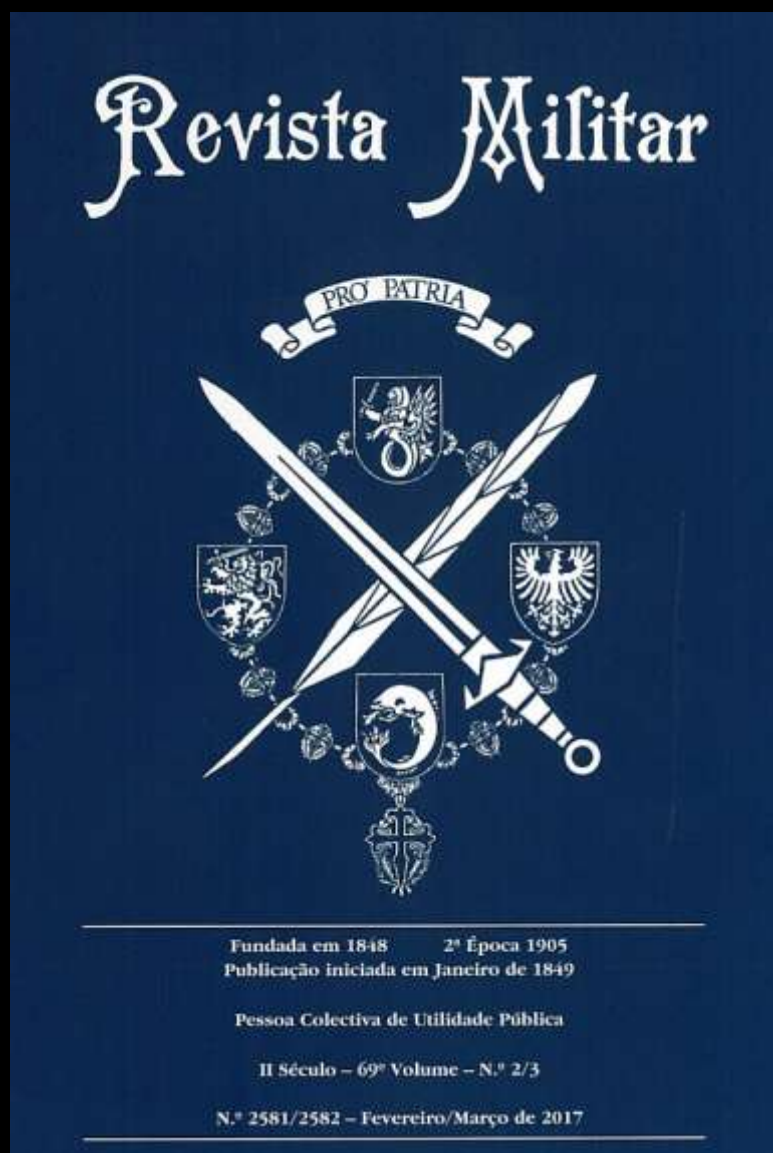 Revista Militar
PRO PATRIA
Fundada em 1848 2ª Época 1905
Publicação iniciada em Janeiro de 1849
Pessoa Colectiva de Utilidade Pública
II Século – 69º Volume – N.º 2/3
N.º 2581/2582 – Fevereiro/Março de 2017